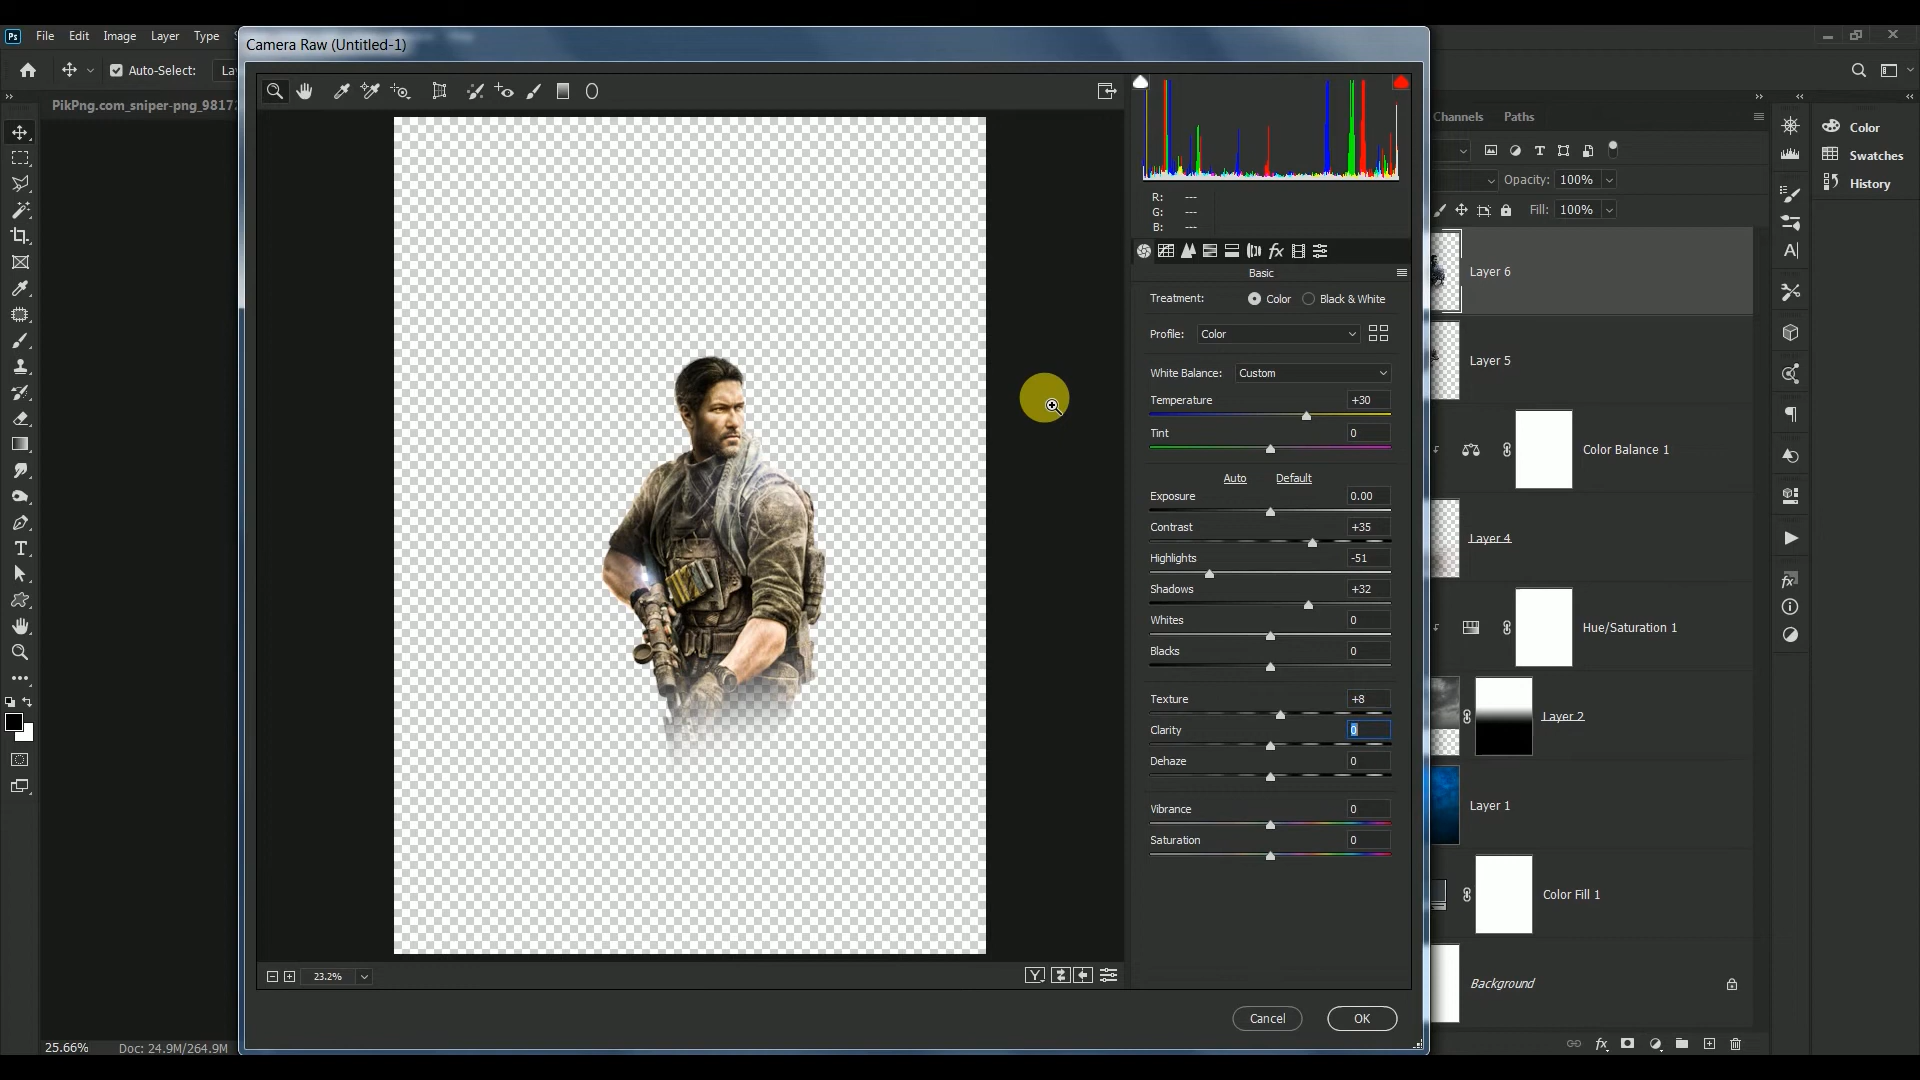 Camera Raw (Untitled-1)
Ps
File Edit Image Layer Type
Auto-Select:
PikPng.com_sniper-png_9817
R: ---
G: ---
B: ---
Basic
Treatment: Color Black & White
Profile: Color
White Balance: Custom
Temperature +30
Tint 0
Auto Default
Exposure 0.00
Contrast +35
Highlights -51
Shadows +32
Whites 0
Blacks 0
Texture +8
Clarity 0
Dehaze 0
Vibrance 0
Saturation 0
23.2%
Y
Cancel OK
25.66% Doc: 24.9M/264.9M
Channels Paths
Opacity: 100%
Fill: 100%
Layer 6
Layer 5
Color Balance 1
Layer 4
Hue/Saturation 1
Layer 2
Layer 1
Color Fill 1
Background
Color
Swatches
History